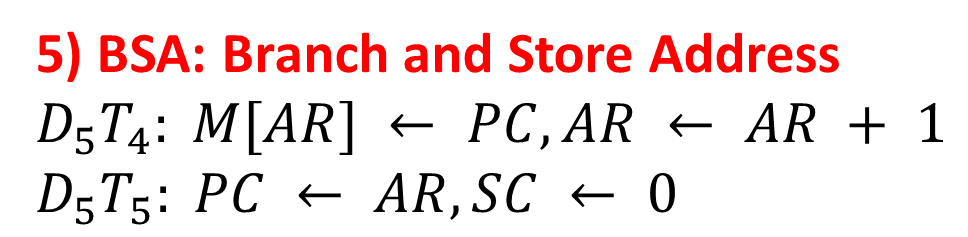 5) BSA: Branch and Store Address
D₅T₄: M[AR] ← PC, AR ← AR + 1
D₅T₅: PC ← AR, SC ← 0